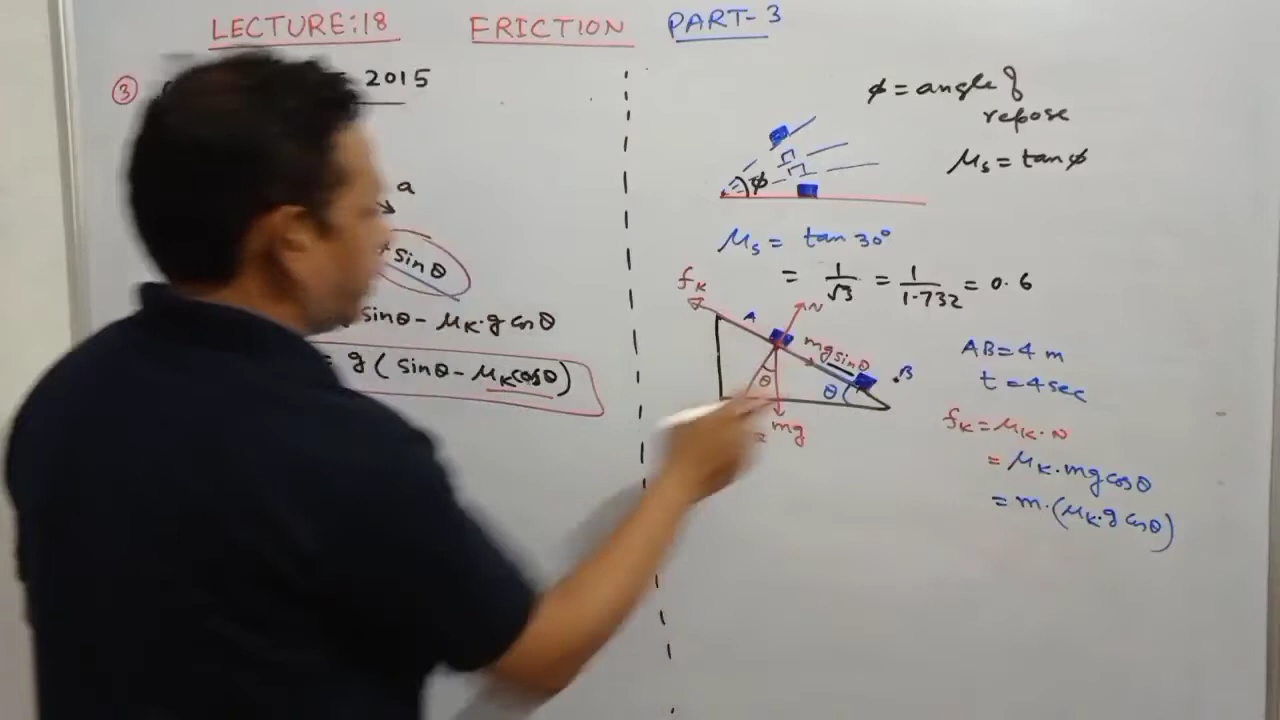 LECTURE:18 FRICTION PART-3
③ 2015
a
+ sinθ
sinθ - μK.g cosθ
= g ( sinθ - μK cosθ)
ϕ = angle of
repose
μs = tanϕ
ϕ
μs = tan 30°
= 1/√3 = 1/1.732 = 0.6
fK
N
A
mg sinθ
B
θ
θ
mg
AB = 4 m
t = 4 sec
fK = μK.N
= μK.mg cosθ
= m.(μK.g cosθ)